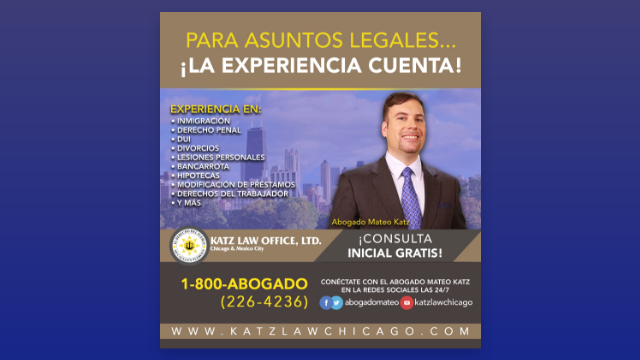 PARA ASUNTOS LEGALES...
¡LA EXPERIENCIA CUENTA!
EXPERIENCIA EN:
• INMIGRACIÓN
• DERECHO PENAL
• DUI
• DIVORCIOS
• LESIONES PERSONALES
• BANCARROTA
• HIPOTECAS
• MODIFICACIÓN DE PRÉSTAMOS
• DERECHOS DEL TRABAJADOR
• Y MÁS
Abogado Mateo Katz
KATZ LAW OFFICE, LTD.
Chicago & Mexico City
¡CONSULTA
INICIAL GRATIS!
1-800-ABOGADO
(226-4236)
CONÉCTATE CON EL ABOGADO MATEO KATZ
EN LA REDES SOCIALES LAS 24/7
abogadomateo katzlawchicago
WWW.KATZLAWCHICAGO.COM